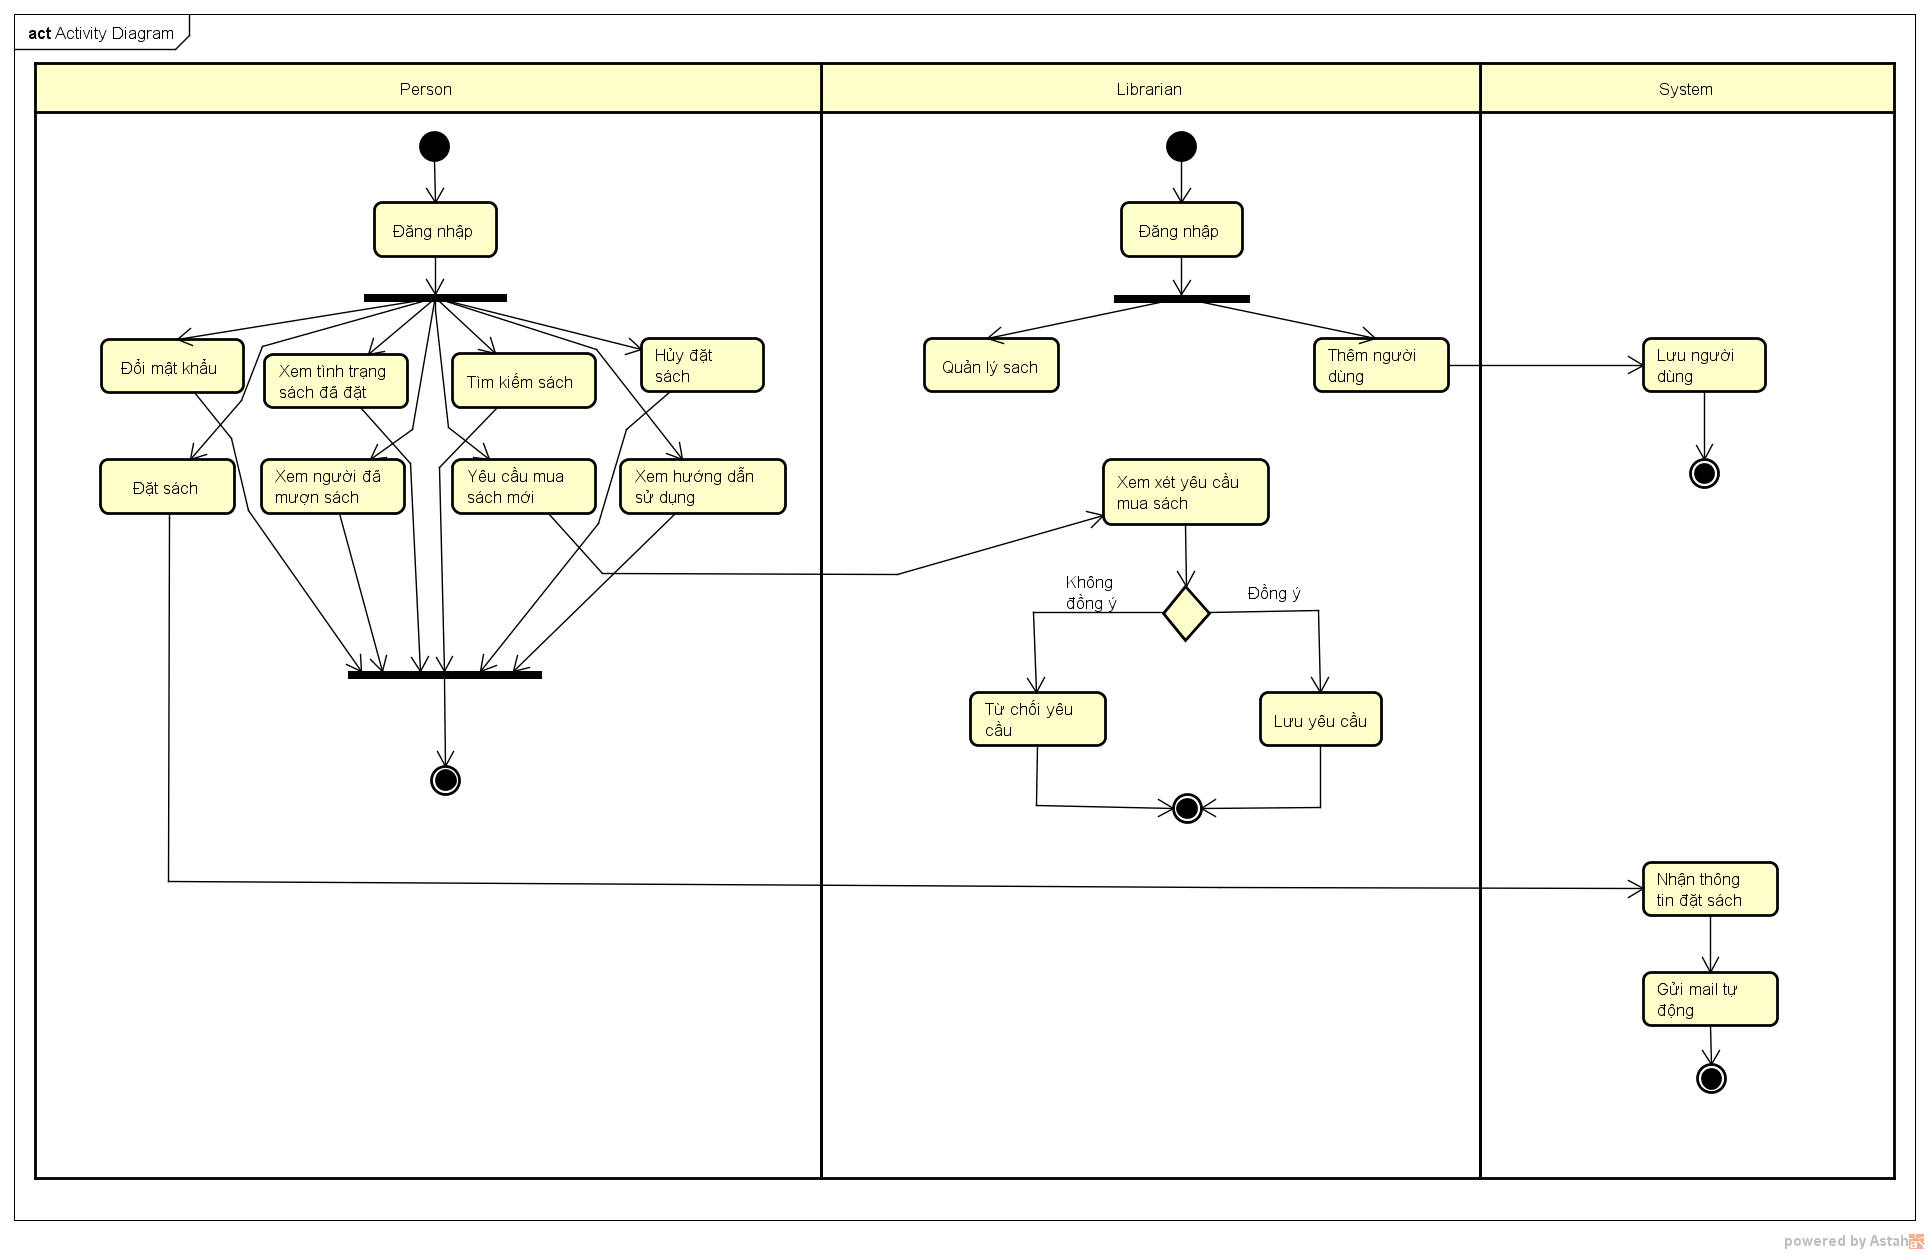 act Activity Diagram
Person
Librarian
System
Đăng nhập
Đăng nhập
Đổi mật khẩu
Xem tình trạng
sách đã đặt
Tìm kiếm sách
Hủy đặt
sách
Quản lý sach
Thêm người
dùng
Lưu người
dùng
Đặt sách
Xem người đã
mượn sách
Yêu cầu mua
sách mới
Xem hướng dẫn
sử dụng
Xem xét yêu cầu
mua sách
Không
đồng ý
Đồng ý
Từ chối yêu
cầu
Lưu yêu cầu
Nhận thông
tin đặt sách
Gửi mail tự
động
powered by Astah